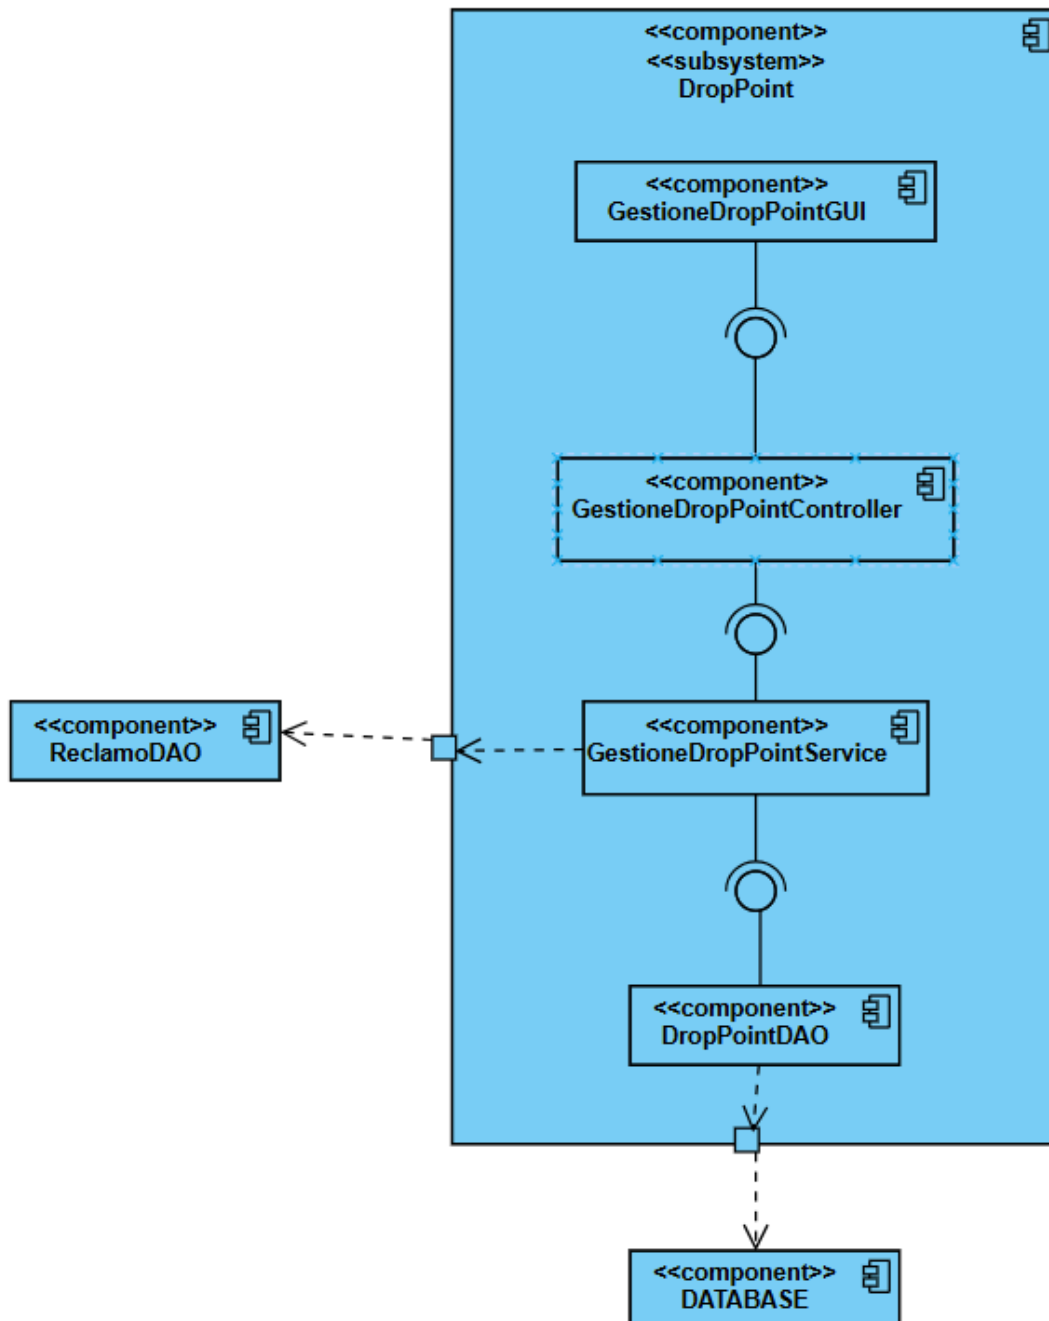 <<component>>
<<subsystem>>
DropPoint
<<component>>
GestioneDropPointGUI
<<component>>
GestioneDropPointController
<<component>>
ReclamoDAO
<<component>>
GestioneDropPointService
<<component>>
DropPointDAO
<<component>>
DATABASE